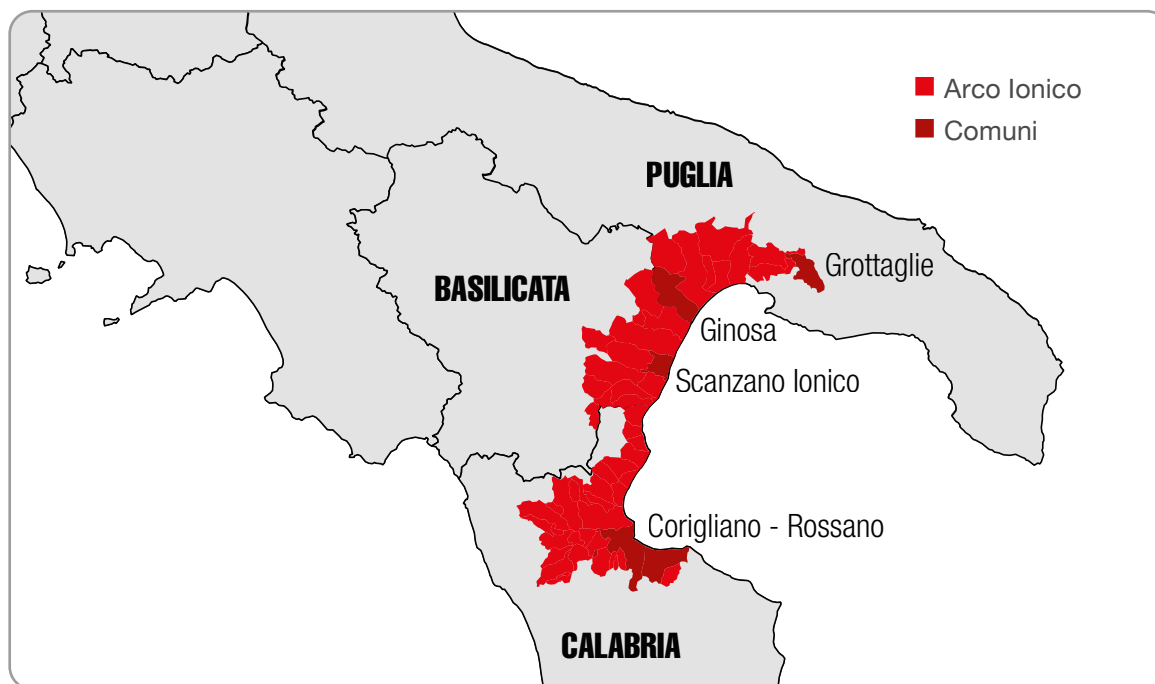 Arco Ionico
Comuni
PUGLIA
Grottaglie
BASILICATA
Ginosa
Scanzano Ionico
Corigliano - Rossano
CALABRIA